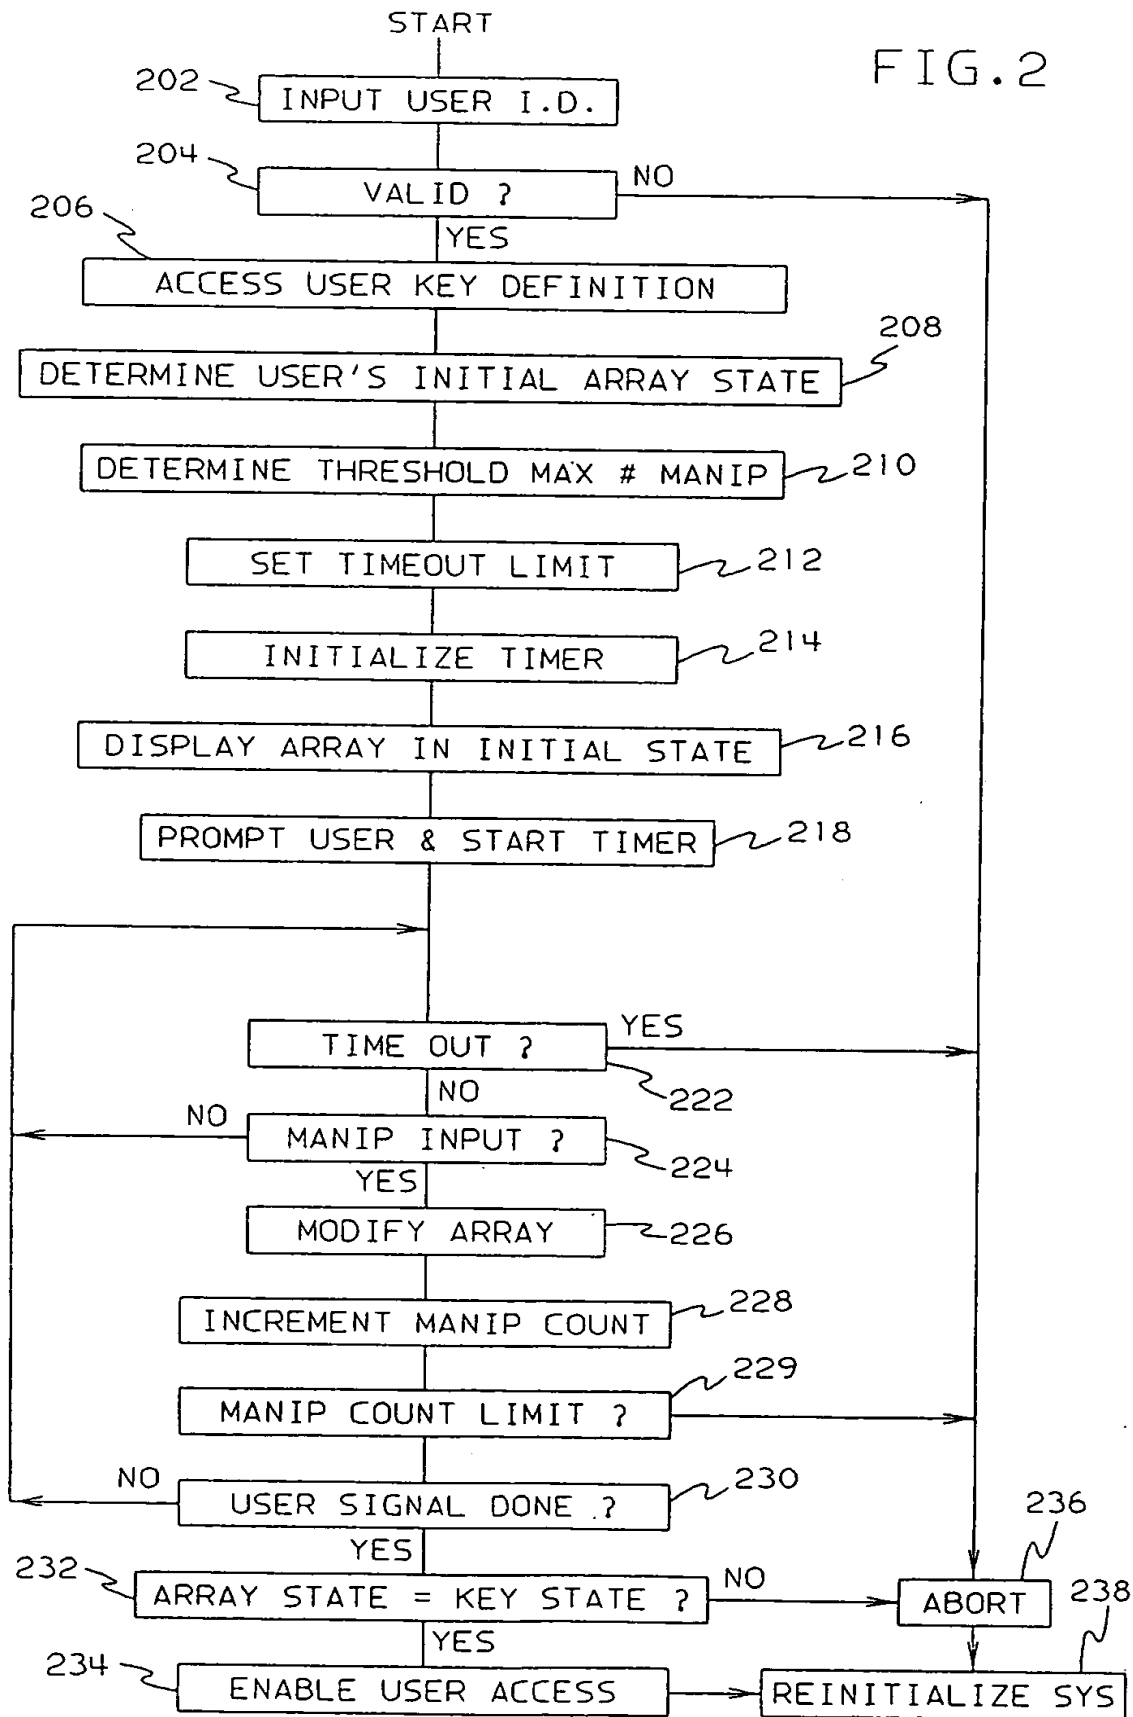 START
FIG.2
202
INPUT USER I.D.
204
VALID ?
NO
206
YES
ACCESS USER KEY DEFINITION
208
DETERMINE USER'S INITIAL ARRAY STATE
DETERMINE THRESHOLD MAX # MANIP
210
SET TIMEOUT LIMIT
212
INITIALIZE TIMER
214
DISPLAY ARRAY IN INITIAL STATE
216
PROMPT USER & START TIMER
218
TIME OUT ?
YES
222
NO
NO
MANIP INPUT ?
224
YES
MODIFY ARRAY
226
INCREMENT MANIP COUNT
228
229
MANIP COUNT LIMIT ?
NO
USER SIGNAL DONE ?
230
YES
236
232
ARRAY STATE = KEY STATE ?
NO
ABORT
238
YES
234
ENABLE USER ACCESS
REINITIALIZE SYS